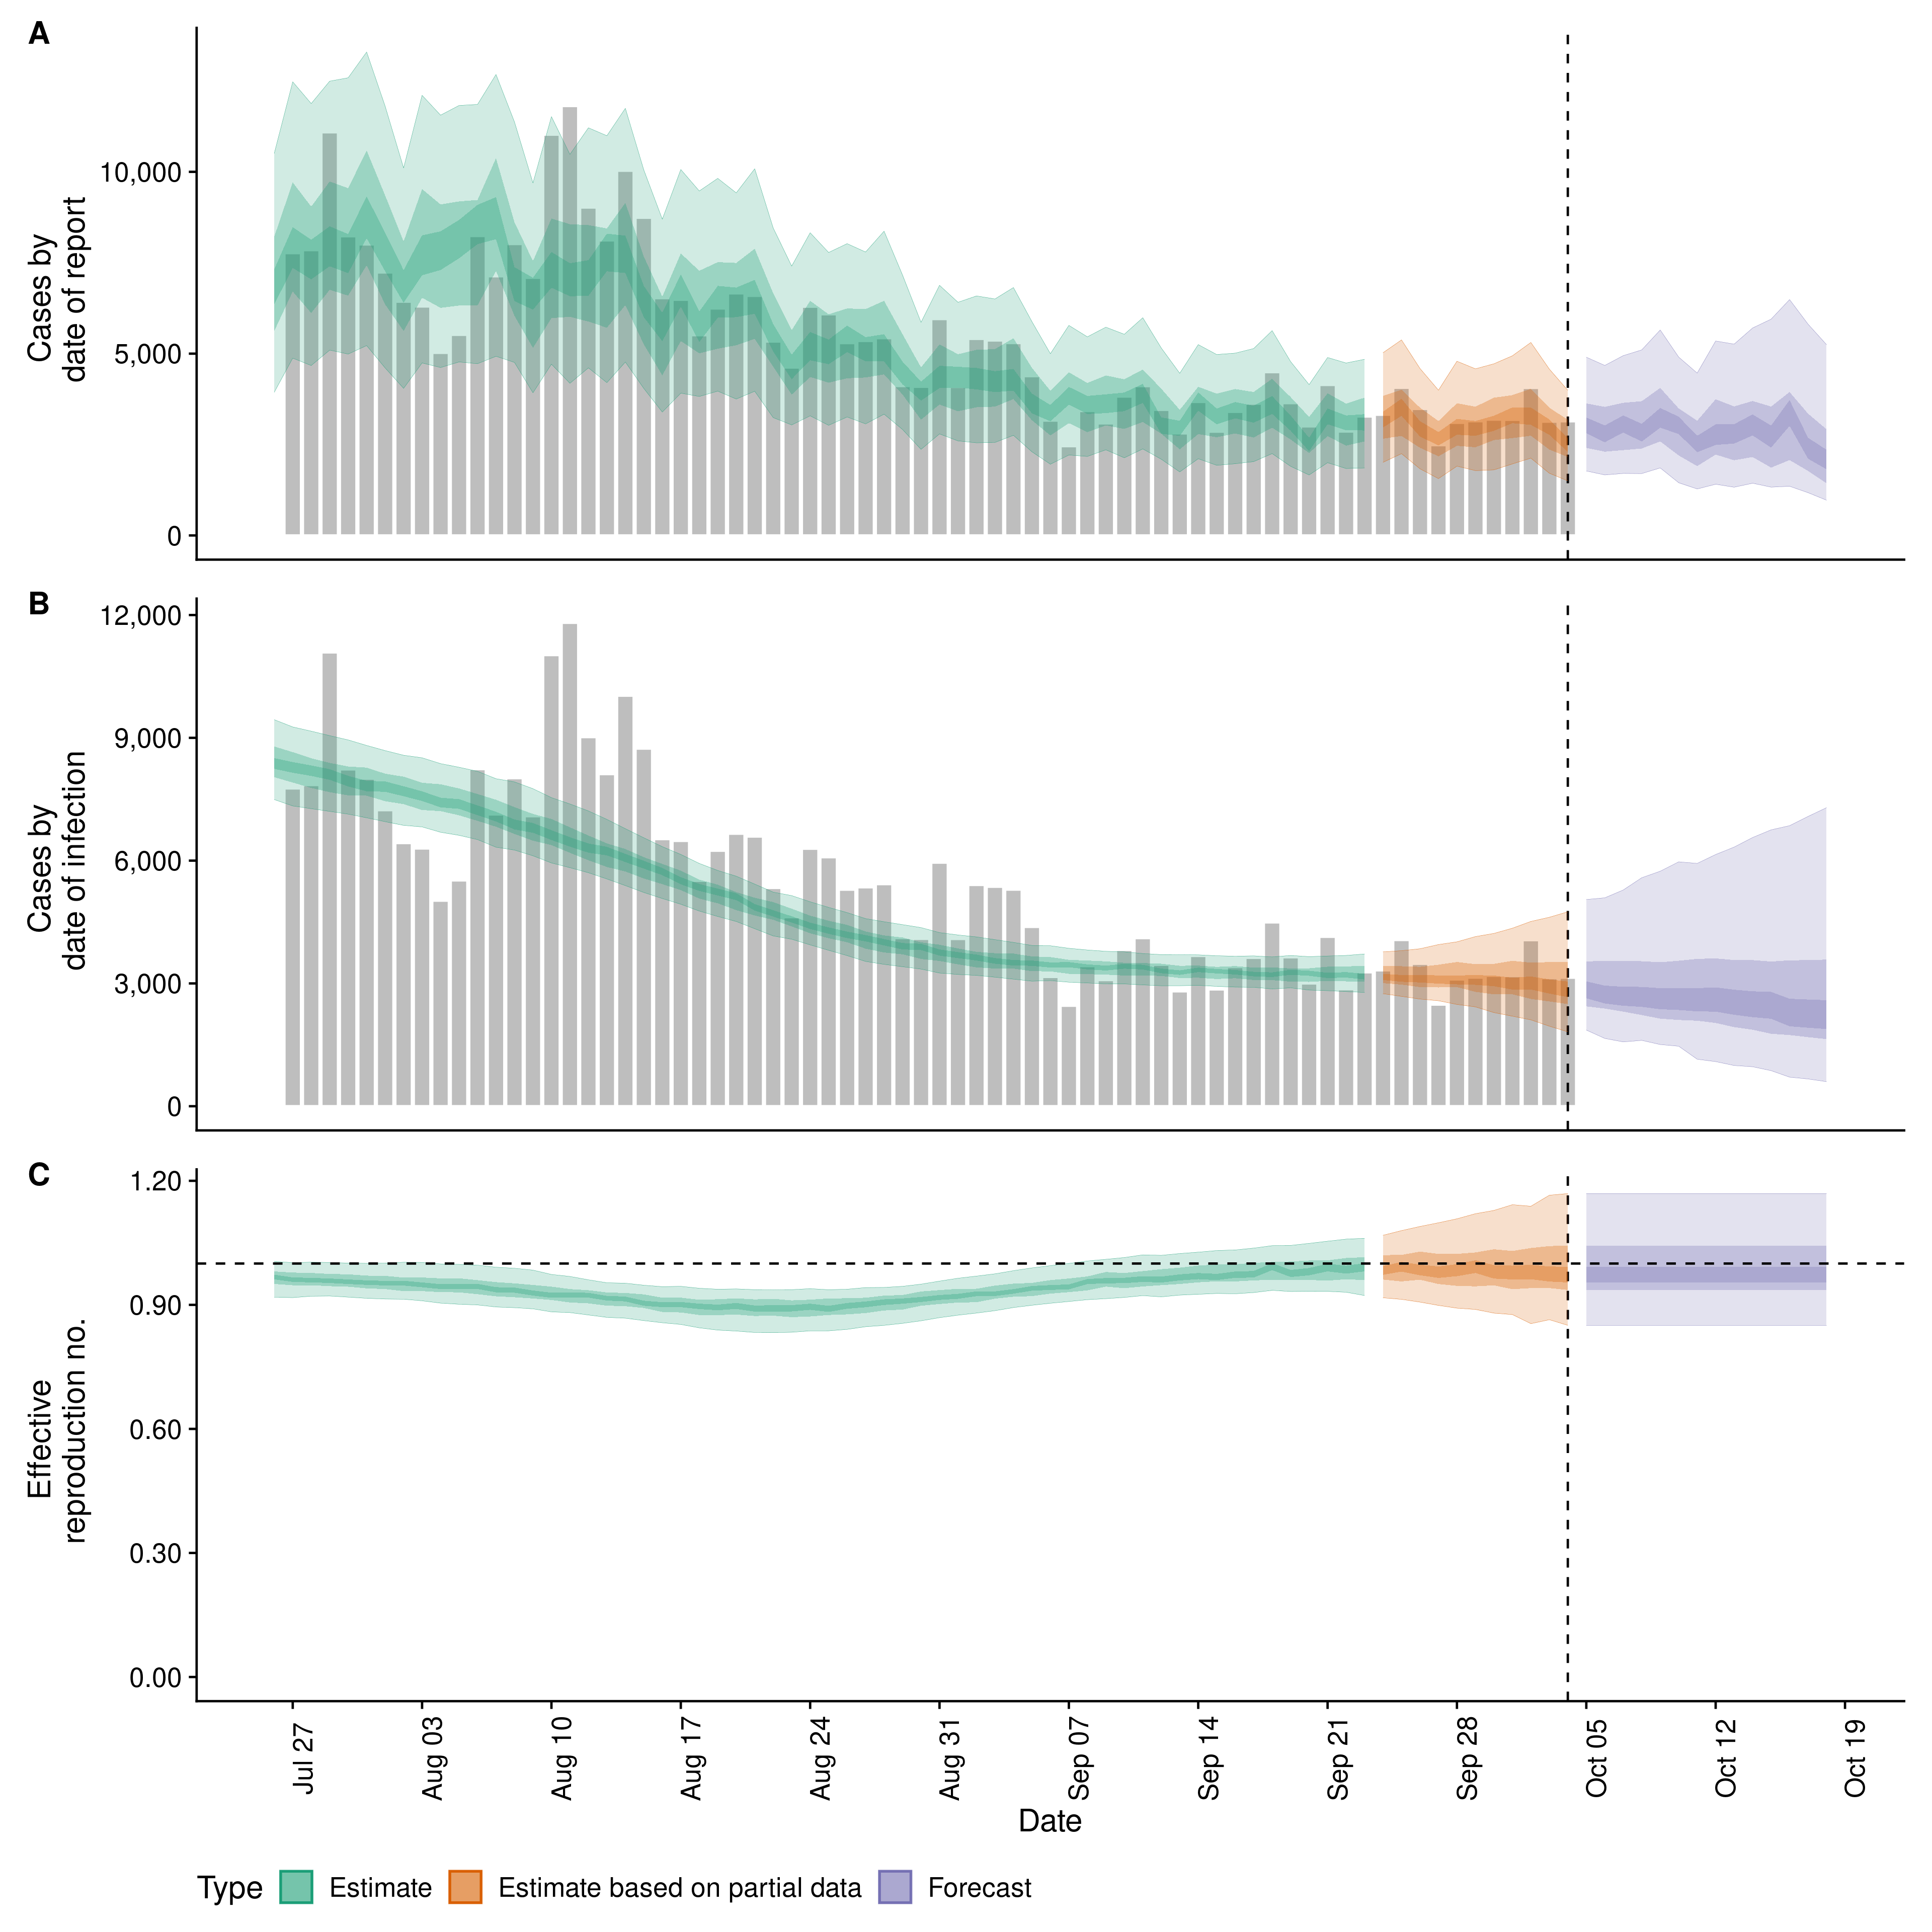 A
Cases by
date of report
10,000
5,000
0
B
Cases by
date of infection
12,000
9,000
6,000
3,000
0
C
Effective
reproduction no.
1.20
0.90
0.60
0.30
0.00
Jul 27
Aug 03
Aug 10
Aug 17
Aug 24
Aug 31
Sep 07
Sep 14
Sep 21
Sep 28
Oct 05
Oct 12
Oct 19
Date
Type Estimate Estimate based on partial data Forecast